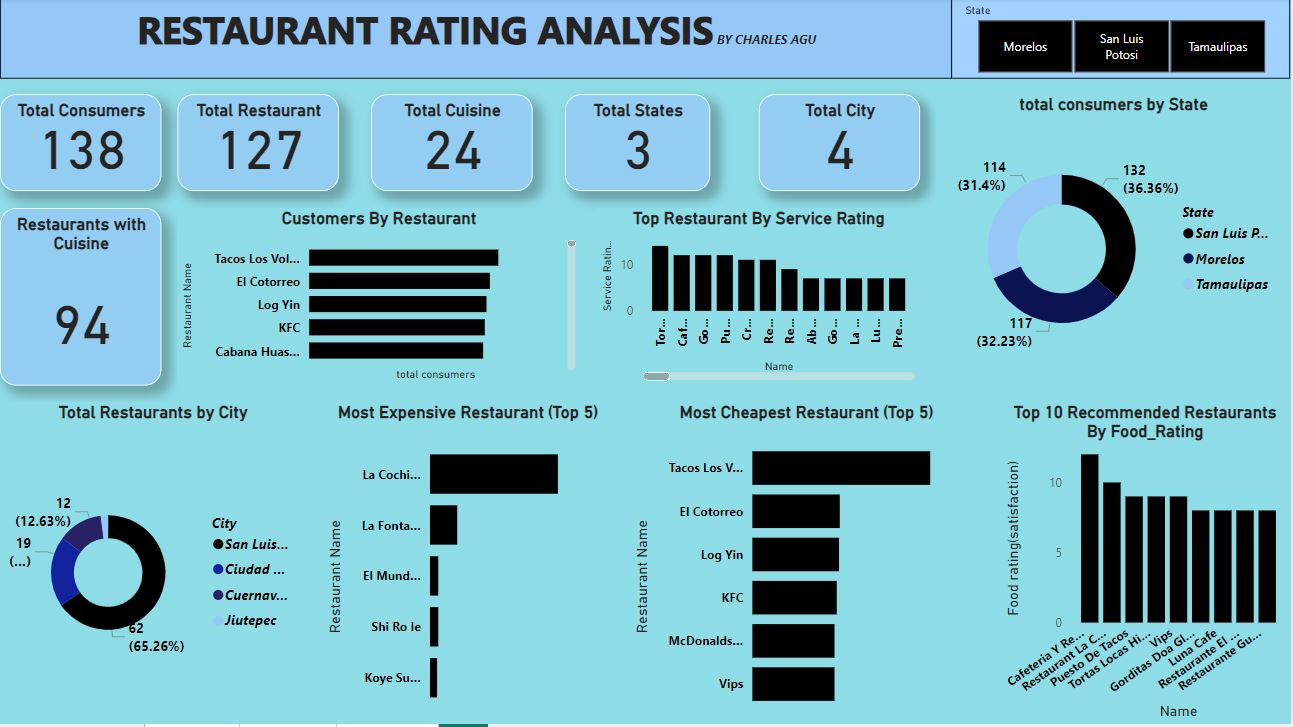 RESTAURANT RATING ANALYSIS BY CHARLES AGU
State
Morelos
San Luis
Potosi
Tamaulipas
Total Consumers
138
Total Restaurant
127
Total Cuisine
24
Total States
3
Total City
4
total consumers by State
114
(31.4%)
132
(36.36%)
117
(32.23%)
State
San Luis P...
Morelos
Tamaulipas
Restaurants with
Cuisine
94
Customers By Restaurant
Restaurant Name
Tacos Los Vol...
El Cotorreo
Log Yin
KFC
Cabana Huas...
total consumers
Top Restaurant By Service Rating
Service Ratin...
10
0
Tor...
Caf...
Go...
Pu...
Cr...
Re...
Re...
Ab...
Go...
La ...
Lu ...
Pre...
Name
Total Restaurants by City
12
(12.63%)
19
(...)
62
(65.26%)
City
San Luis...
Ciudad ...
Cuernav...
Jiutepec
Most Expensive Restaurant (Top 5)
Restaurant Name
La Cochi...
La Fonta...
El Mund...
Shi Ro Ie
Koye Su...
Most Cheapest Restaurant (Top 5)
Restaurant Name
Tacos Los V...
El Cotorreo
Log Yin
KFC
McDonalds...
Vips
Top 10 Recommended Restaurants
By Food_Rating
Food rating(satisfaction)
10
5
0
Cafeteria Y Re...
Restaurant La C...
Puesto De Tacos
Tortas Locas Hi...
Vips
Gorditas Doa Gl...
Luna Cafe
Restaurante El ...
Restaurante Gu...
Name